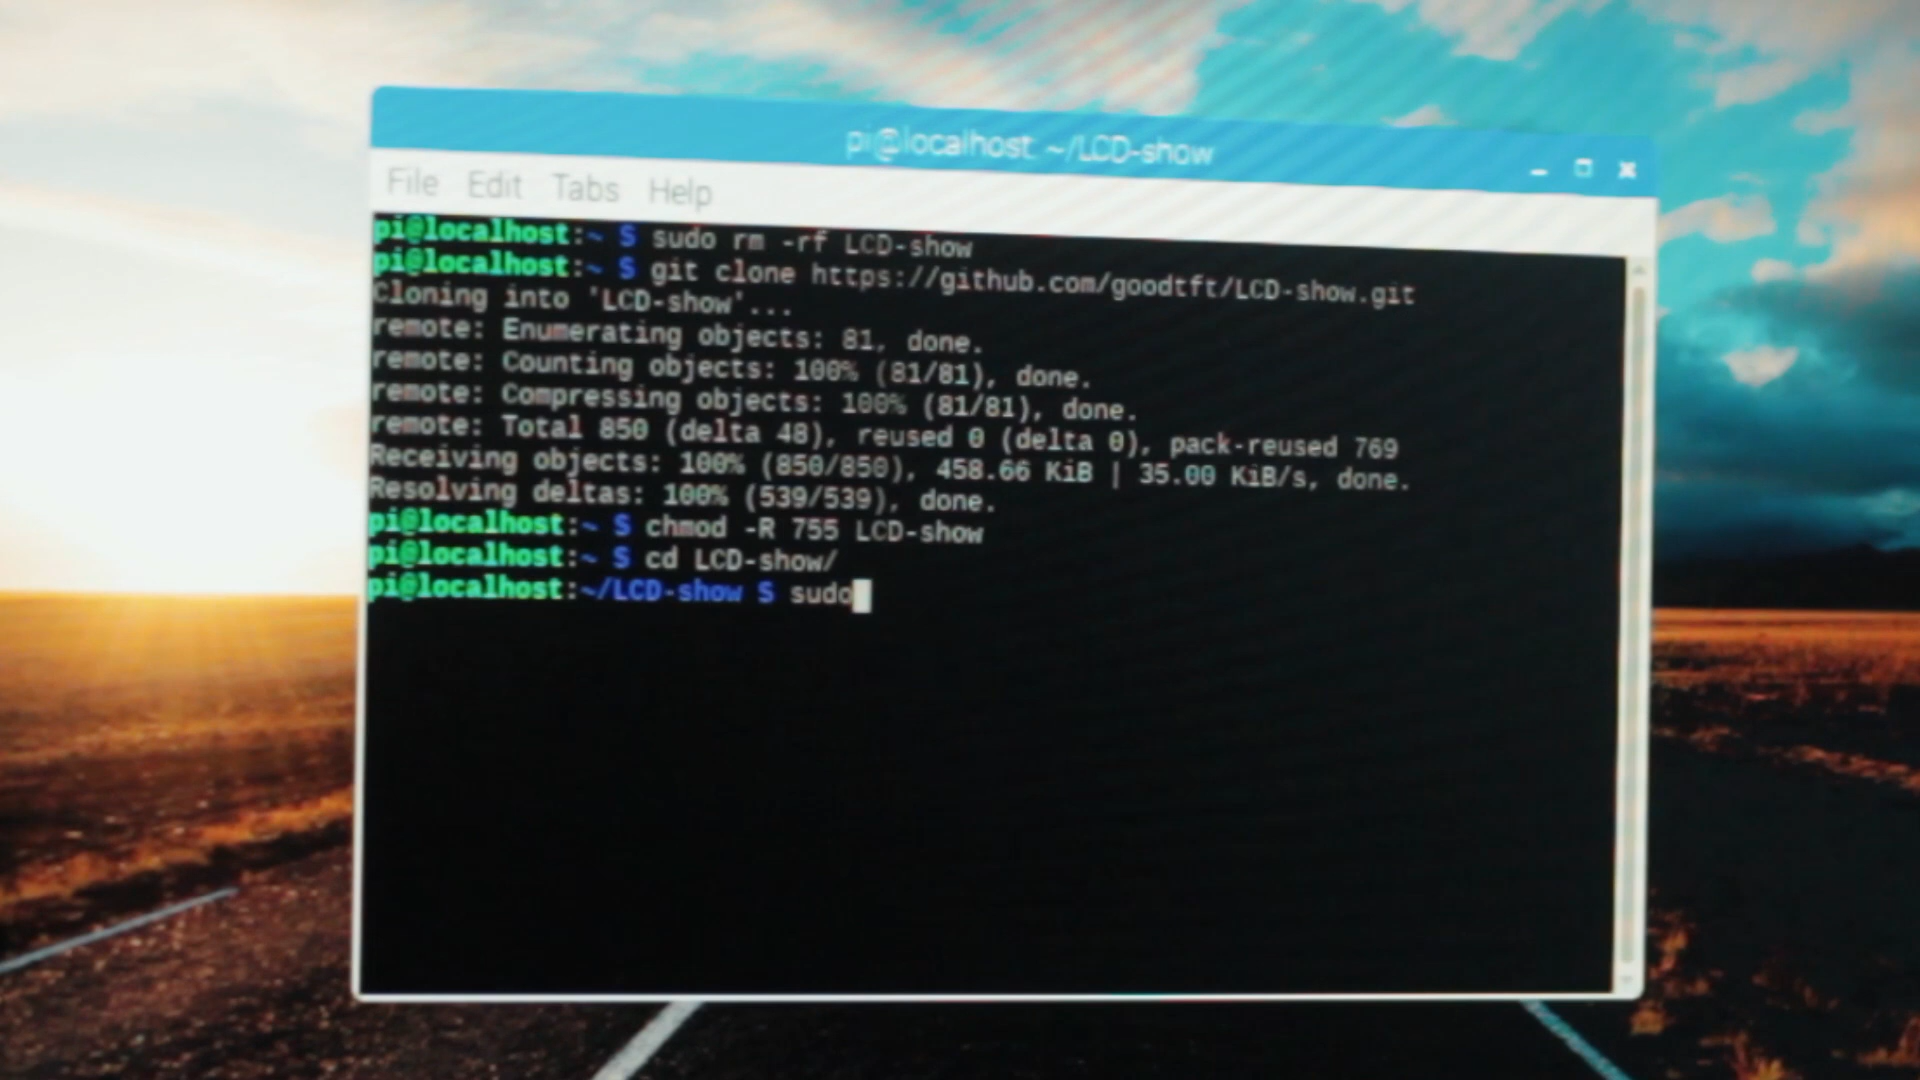 pi@localhost: ~/LCD-show
File Edit Tabs Help
pi@localhost:~ $ sudo rm -rf LCD-show
pi@localhost:~ $ git clone https://github.com/goodtft/LCD-show.git
Cloning into 'LCD-show'...
remote: Enumerating objects: 81, done.
remote: Counting objects: 100% (81/81), done.
remote: Compressing objects: 100% (81/81), done.
remote: Total 850 (delta 48), reused 0 (delta 0), pack-reused 769
Receiving objects: 100% (850/850), 458.66 KiB | 35.00 KiB/s, done.
Resolving deltas: 100% (539/539), done.
pi@localhost:~ $ chmod -R 755 LCD-show
pi@localhost:~ $ cd LCD-show/
pi@localhost:~/LCD-show $ sudo